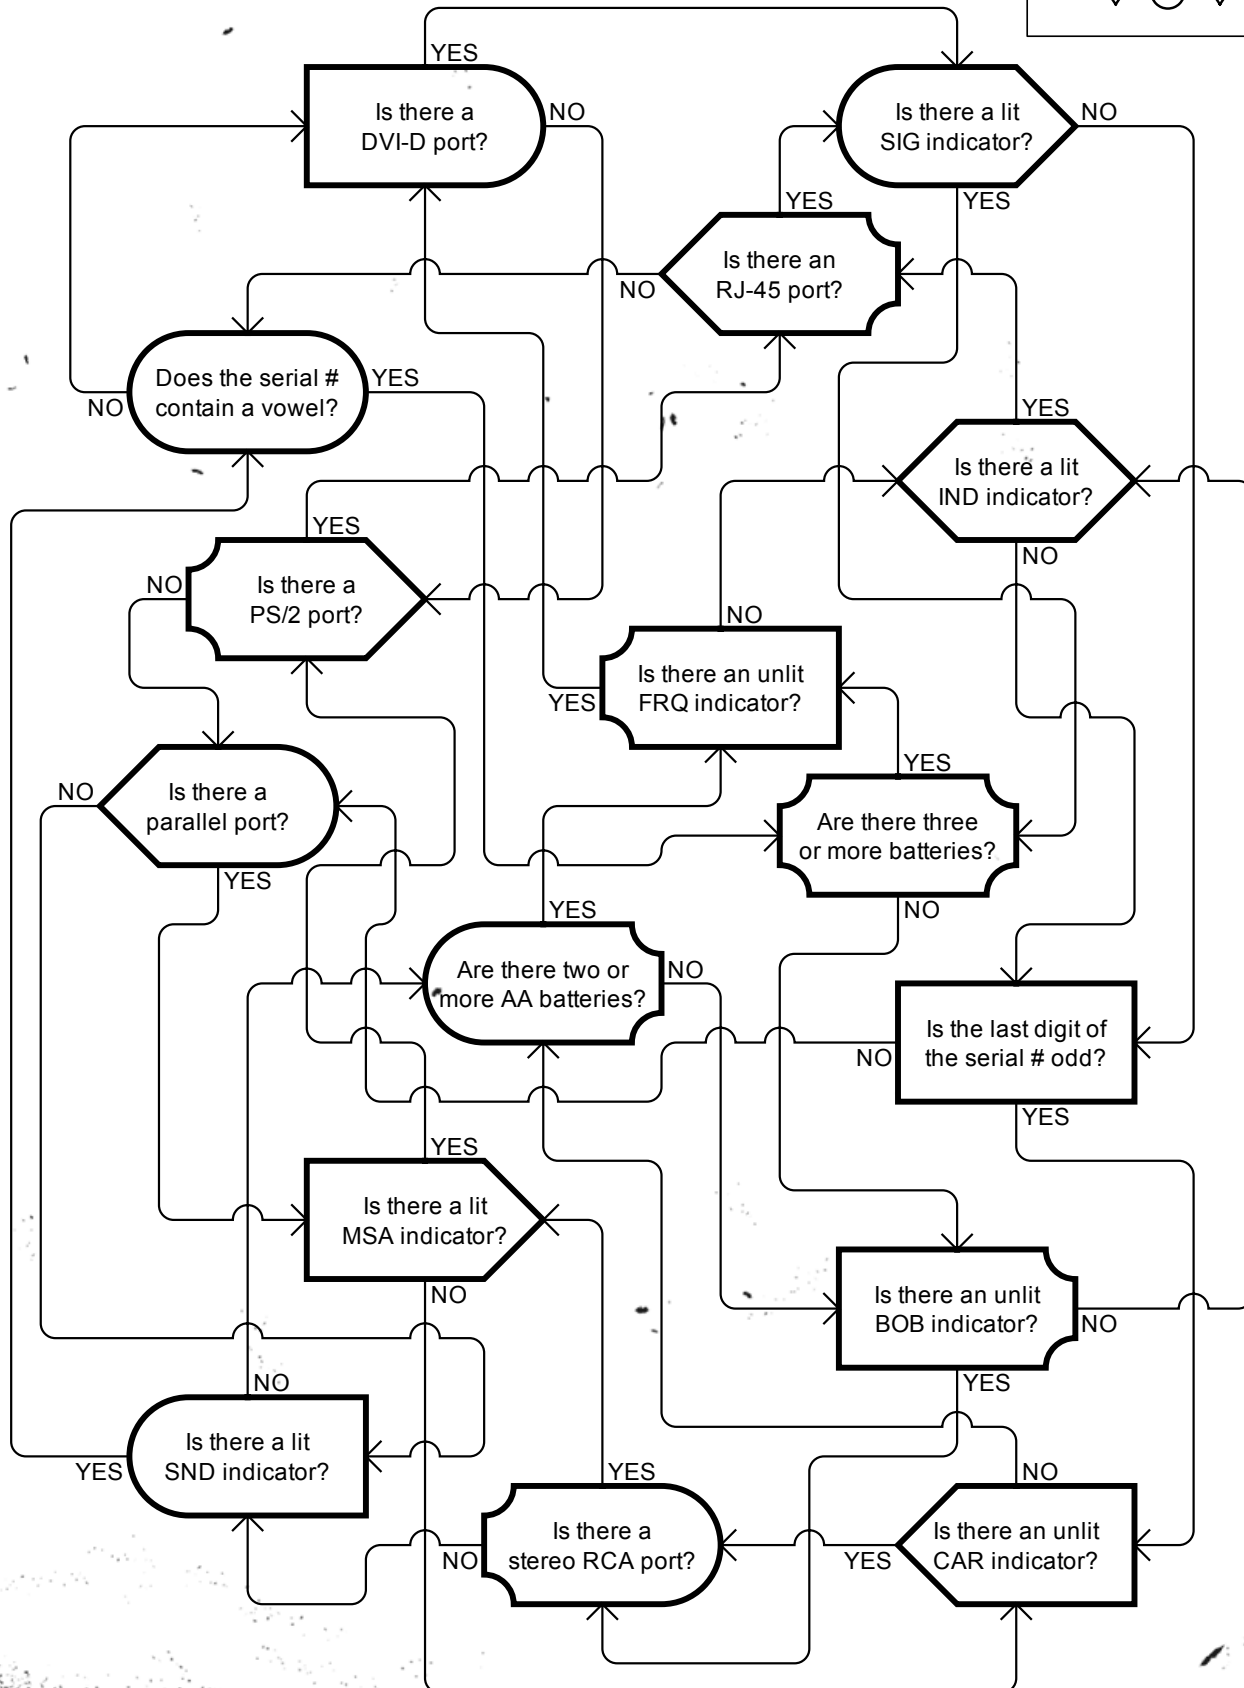 YES
Is there a
DVI-D port?
NO
Is there a lit
SIG indicator?
NO
YES
YES
Is there an
RJ-45 port?
NO
Does the serial #
contain a vowel?
YES
NO
YES
Is there a lit
IND indicator?
NO
YES
Is there a
PS/2 port?
NO
NO
Is there an unlit
FRQ indicator?
YES
YES
Are there three
or more batteries?
NO
NO
Is there a
parallel port?
YES
YES
Are there two or
more AA batteries?
NO
Is the last digit of
the serial # odd?
NO
YES
YES
Is there a lit
MSA indicator?
NO
Is there an unlit
BOB indicator?
NO
YES
NO
Is there a lit
SND indicator?
YES
YES
Is there a
stereo RCA port?
NO
NO
Is there an unlit
CAR indicator?
YES